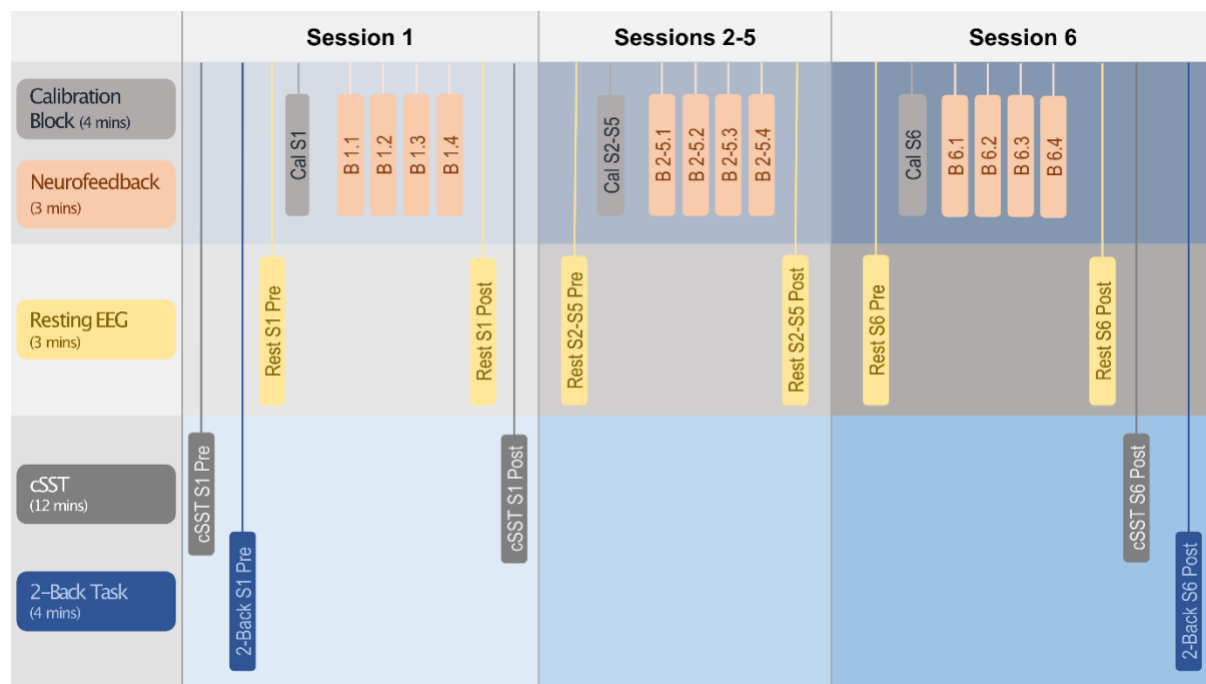 Session 1
Sessions 2-5
Session 6
Calibration
Block (4 mins)
Neurofeedback
(3 mins)
Resting EEG
(3 mins)
cSST
(12 mins)
2-Back Task
(4 mins)
cSST S1 Pre
2-Back S1 Pre
Rest S1 Pre
Cal S1
B 1.1
B 1.2
B 1.3
B 1.4
Rest S1 Post
cSST S1 Post
Rest S2-S5 Pre
Cal S2-S5
B 2-5.1
B 2-5.2
B 2-5.3
B 2-5.4
Rest S2-S5 Post
Rest S6 Pre
Cal S6
B 6.1
B 6.2
B 6.3
B 6.4
Rest S6 Post
cSST S6 Post
2-Back S6 Post